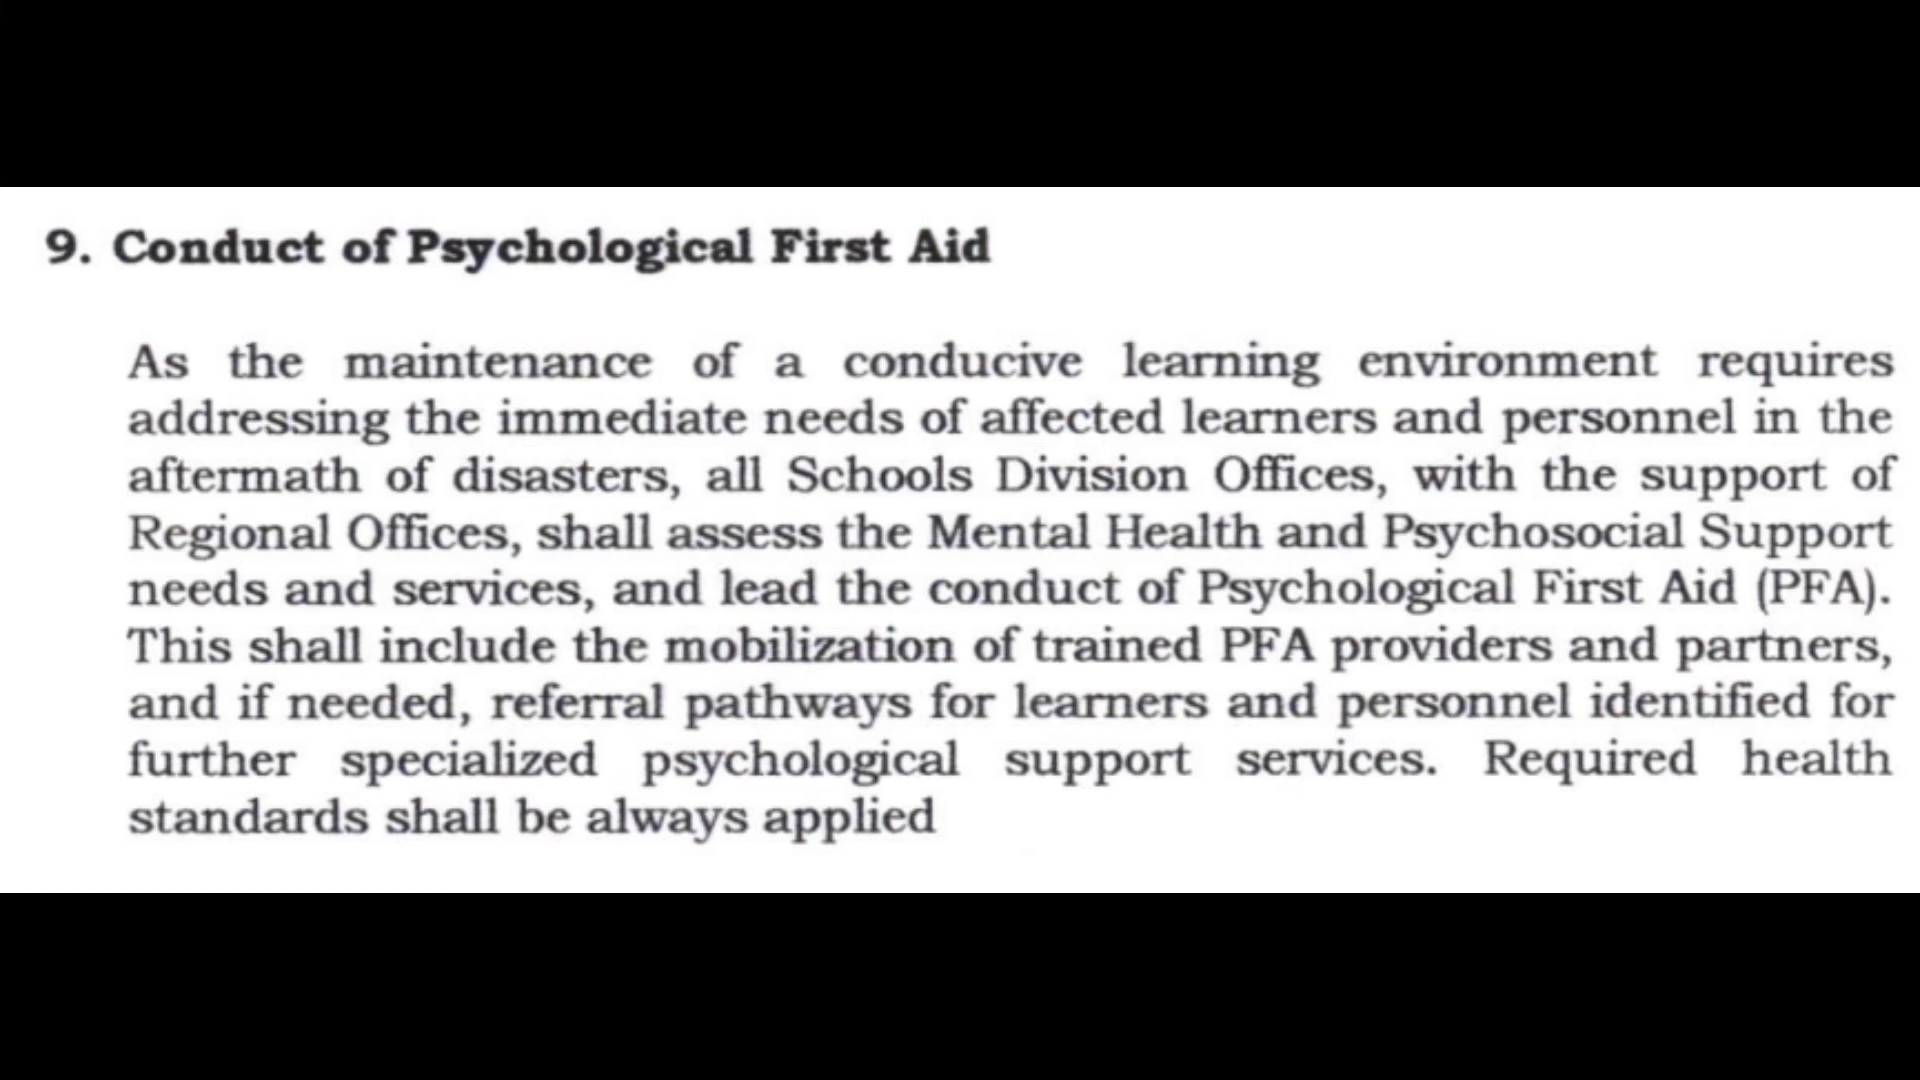 9. Conduct of Psychological First Aid
As the maintenance of a conducive learning environment requires
addressing the immediate needs of affected learners and personnel in the
aftermath of disasters, all Schools Division Offices, with the support of
Regional Offices, shall assess the Mental Health and Psychosocial Support
needs and services, and lead the conduct of Psychological First Aid (PFA).
This shall include the mobilization of trained PFA providers and partners,
and if needed, referral pathways for learners and personnel identified for
further specialized psychological support services. Required health
standards shall be always applied